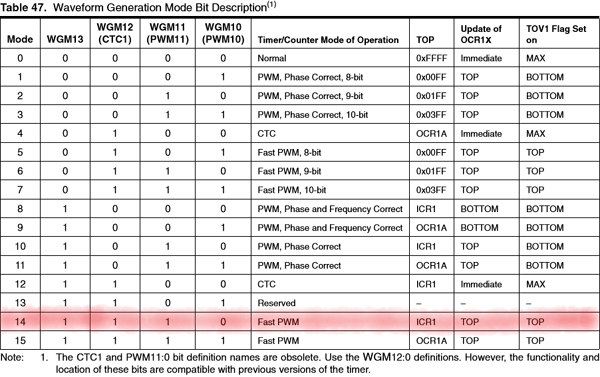 Table 47. Waveform Generation Mode Bit Description(1)
Mode WGM13 WGM12 (CTC1) WGM11 (PWM11) WGM10 (PWM10) Timer/Counter Mode of Operation TOP Update of OCR1X TOV1 Flag Set on
0 0 0 0 0 Normal 0xFFFF Immediate MAX
1 0 0 0 1 PWM, Phase Correct, 8-bit 0x00FF TOP BOTTOM
2 0 0 1 0 PWM, Phase Correct, 9-bit 0x01FF TOP BOTTOM
3 0 0 1 1 PWM, Phase Correct, 10-bit 0x03FF TOP BOTTOM
4 0 1 0 0 CTC OCR1A Immediate MAX
5 0 1 0 1 Fast PWM, 8-bit 0x00FF TOP TOP
6 0 1 1 0 Fast PWM, 9-bit 0x01FF TOP TOP
7 0 1 1 1 Fast PWM, 10-bit 0x03FF TOP TOP
8 1 0 0 0 PWM, Phase and Frequency Correct ICR1 BOTTOM BOTTOM
9 1 0 0 1 PWM, Phase and Frequency Correct OCR1A BOTTOM BOTTOM
10 1 0 1 0 PWM, Phase Correct ICR1 TOP BOTTOM
11 1 0 1 1 PWM, Phase Correct OCR1A TOP BOTTOM
12 1 1 0 0 CTC ICR1 Immediate MAX
13 1 1 0 1 Reserved – – –
14 1 1 1 0 Fast PWM ICR1 TOP TOP
15 1 1 1 1 Fast PWM OCR1A TOP TOP
Note: 1. The CTC1 and PWM11:0 bit definition names are obsolete. Use the WGM12:0 definitions. However, the functionality and
location of these bits are compatible with previous versions of the timer.